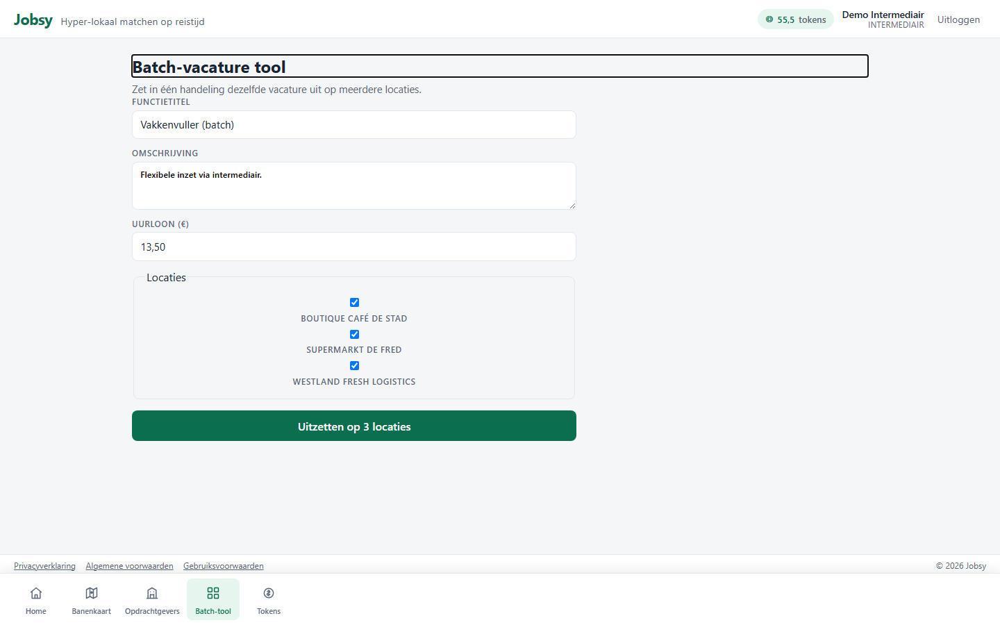 Jobsy
Hyper-lokaal matchen op reistijd
55,5 tokens
Demo Intermediair
INTERMEDIAIR
Uitloggen
Batch-vacature tool
Zet in één handeling dezelfde vacature uit op meerdere locaties.
FUNCTIETITEL
Vakkenvuller (batch)
OMSCHRIJVING
Flexibele inzet via intermediair.
UURLOON (€)
13,50
Locaties
BOUTIQUE CAFÉ DE STAD
SUPERMARKT DE FRED
WESTLAND FRESH LOGISTICS
Uitzetten op 3 locaties
Privacyverklaring
Algemene voorwaarden
Gebruiksvoorwaarden
© 2026 Jobsy
Home
Banenkaart
Opdrachtgevers
Batch-tool
Tokens